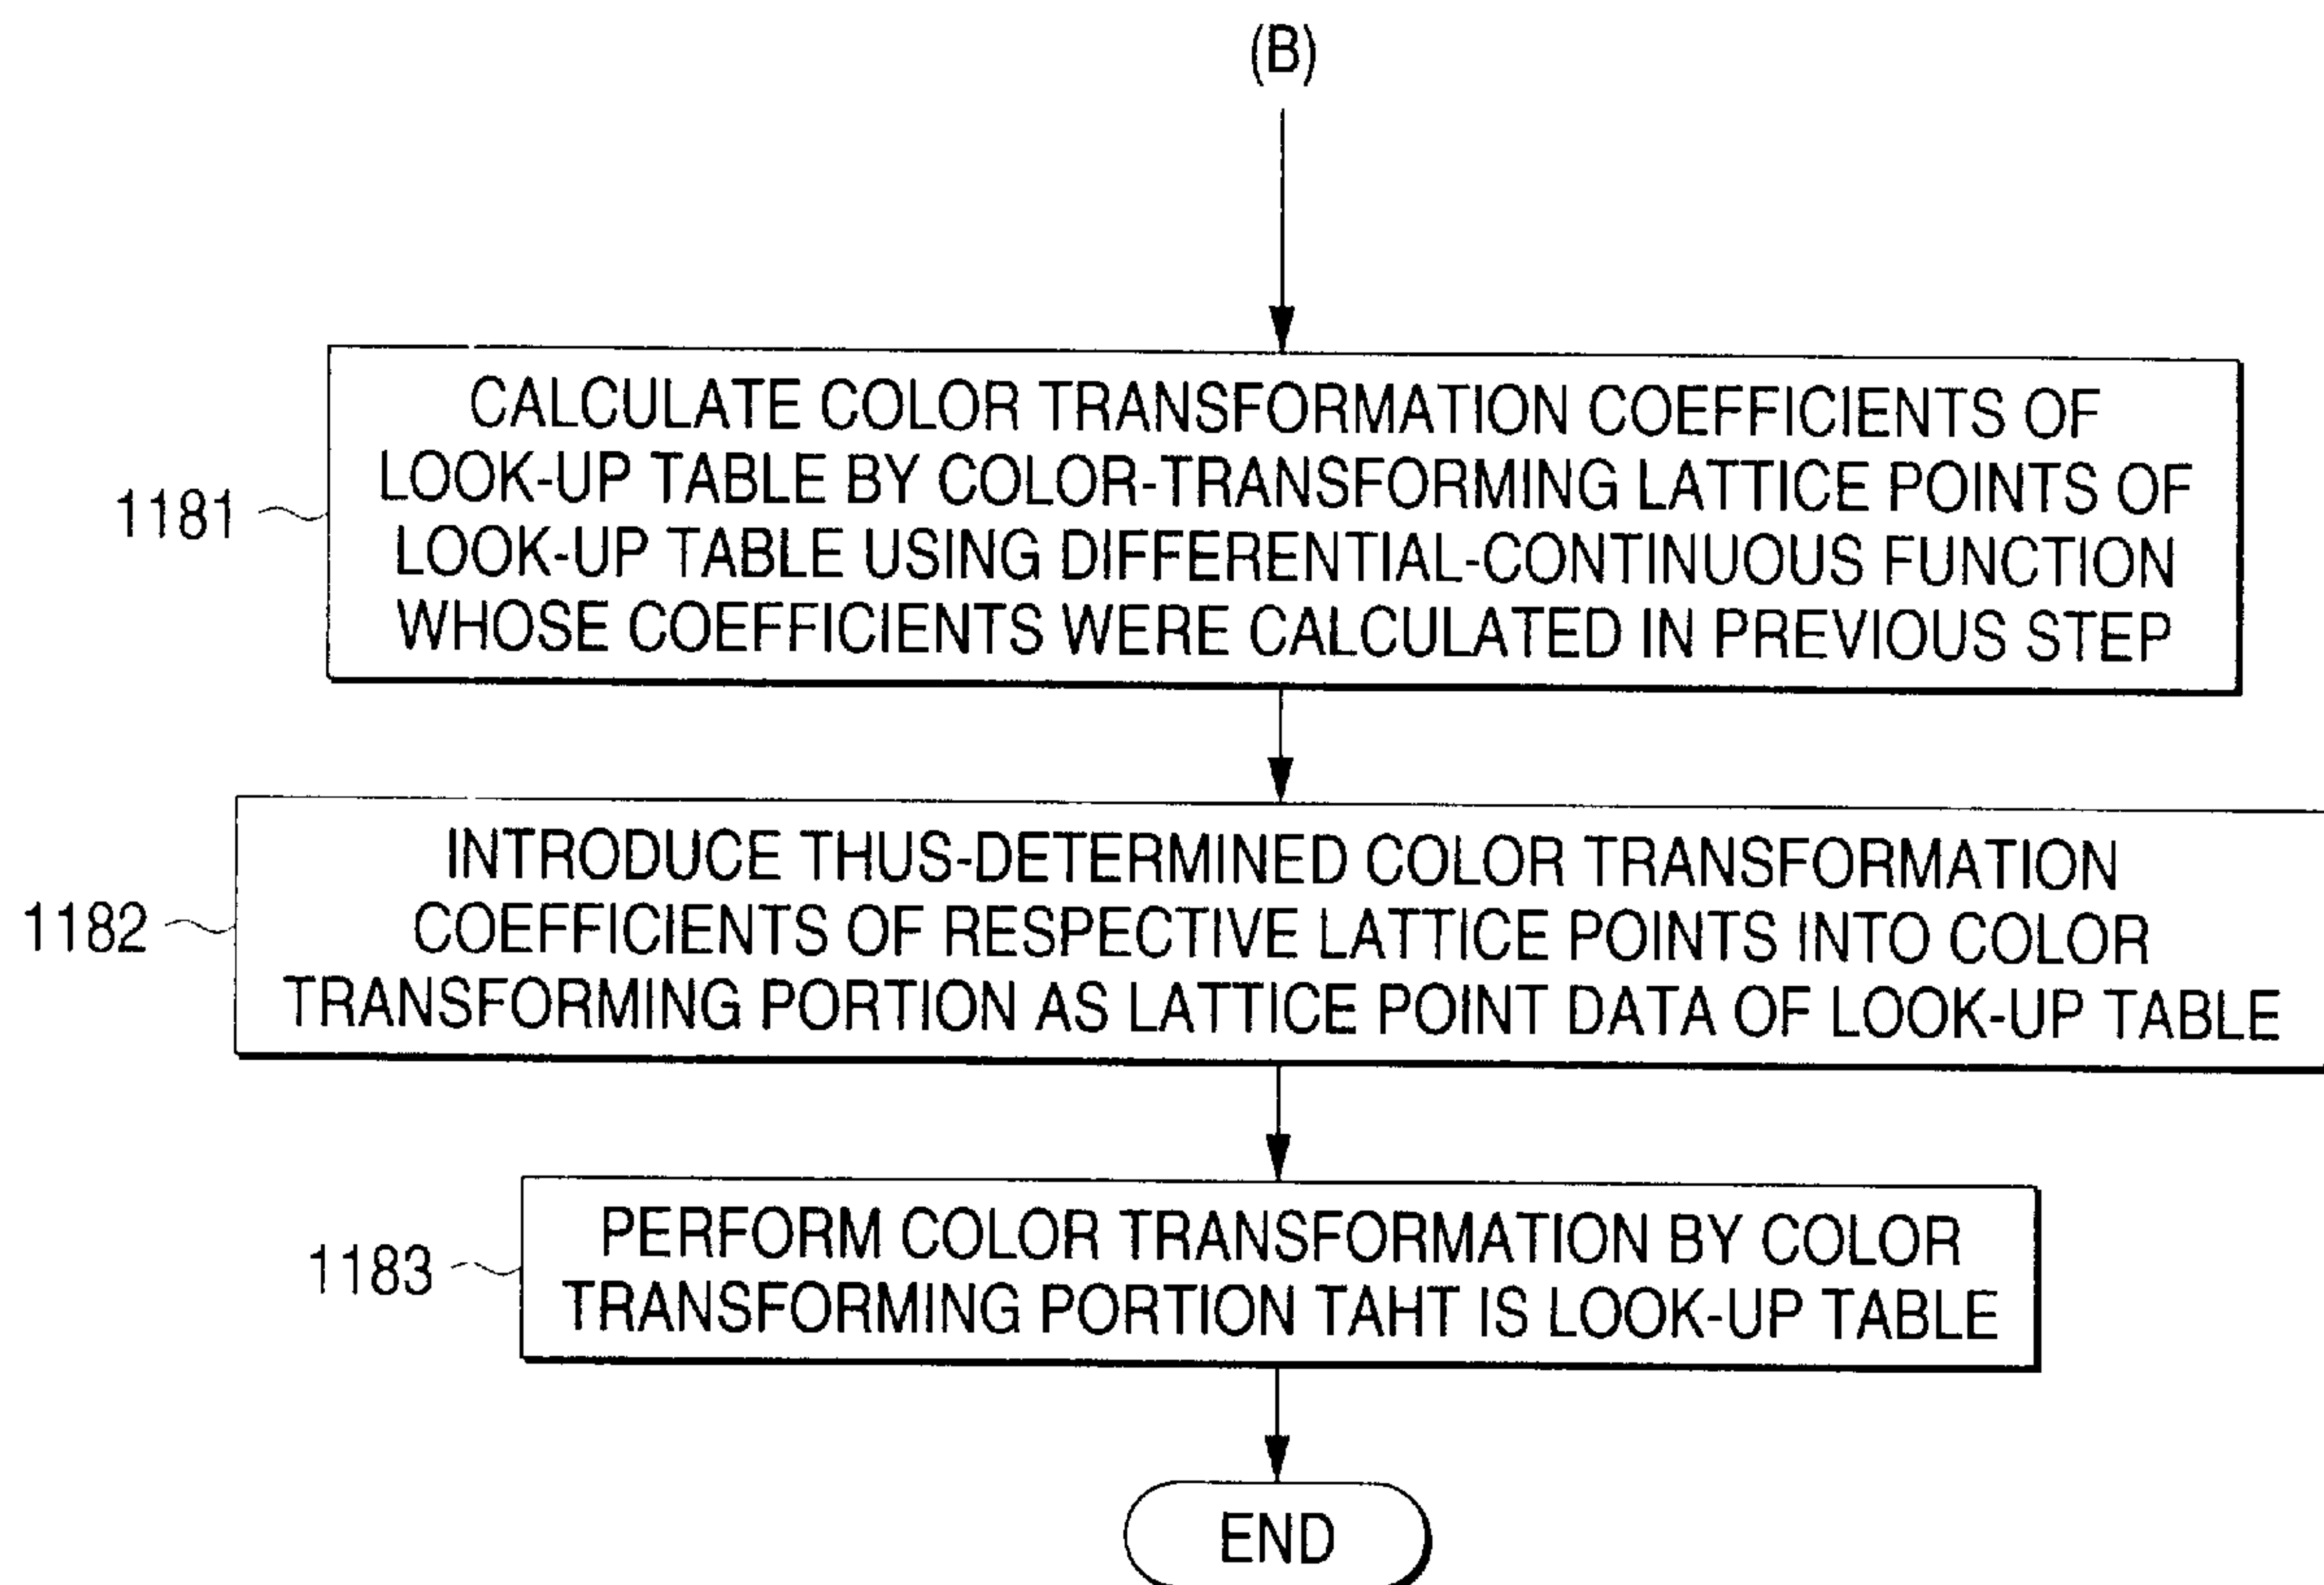 (B)
CALCULATE COLOR TRANSFORMATION COEFFICIENTS OF
LOOK-UP TABLE BY COLOR-TRANSFORMING LATTICE POINTS OF
LOOK-UP TABLE USING DIFFERENTIAL-CONTINUOUS FUNCTION
WHOSE COEFFICIENTS WERE CALCULATED IN PREVIOUS STEP
1181
INTRODUCE THUS-DETERMINED COLOR TRANSFORMATION
COEFFICIENTS OF RESPECTIVE LATTICE POINTS INTO COLOR
TRANSFORMING PORTION AS LATTICE POINT DATA OF LOOK-UP TABLE
1182
PERFORM COLOR TRANSFORMATION BY COLOR
TRANSFORMING PORTION TAHT IS LOOK-UP TABLE
1183
END